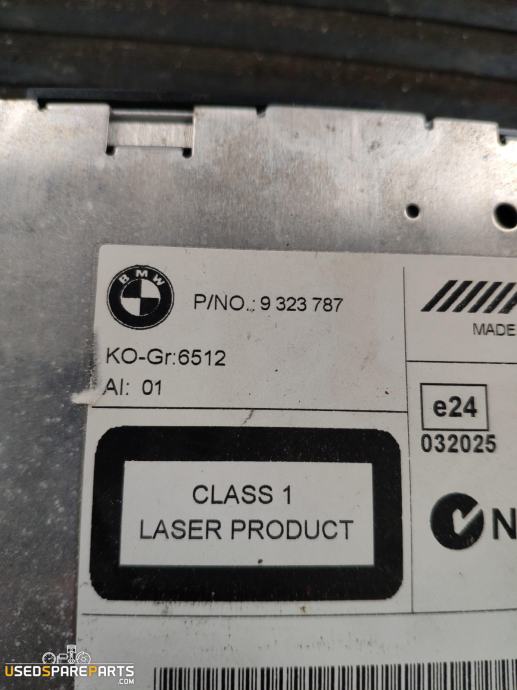 BMW
P/NO.: 9 323 787
KO-Gr:6512
AI: 01
MADE
e24
032025
CLASS 1
LASER PRODUCT
N
USEDSPAREPARTS
.COM